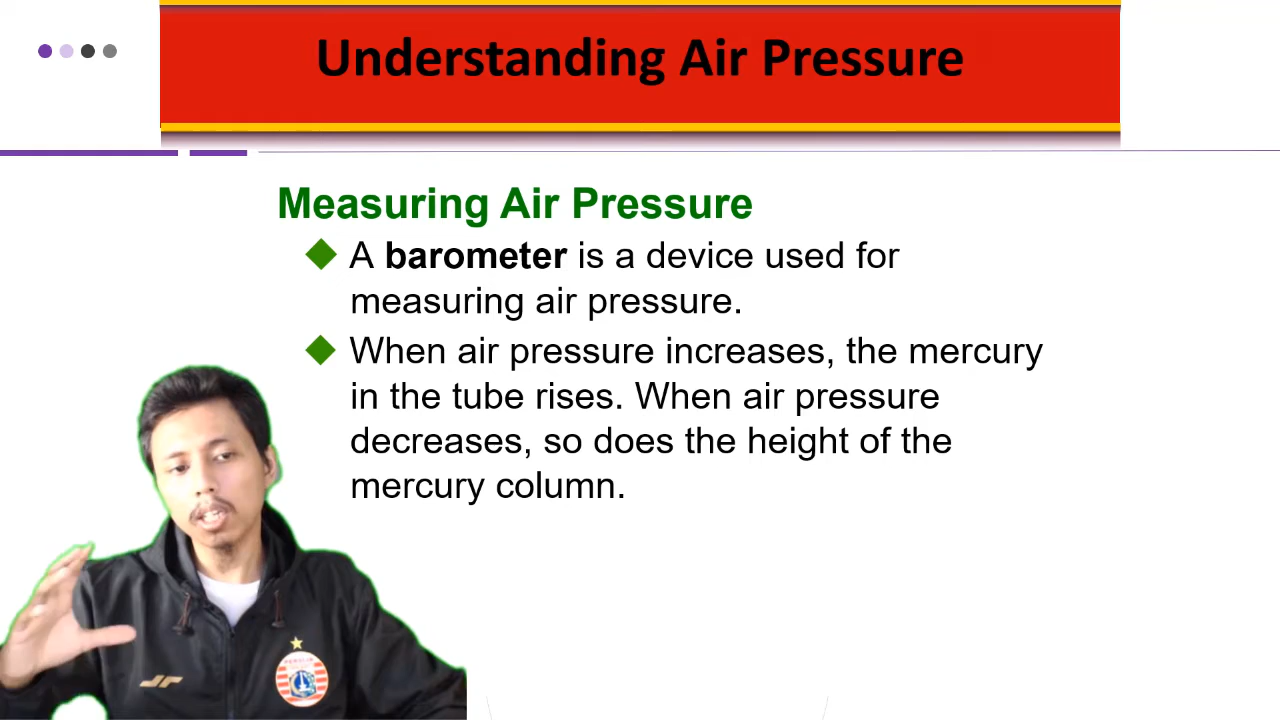 Understanding Air Pressure
Measuring Air Pressure
A barometer is a device used for
measuring air pressure.
When air pressure increases, the mercury
in the tube rises. When air pressure
decreases, so does the height of the
mercury column.
PERSIJA